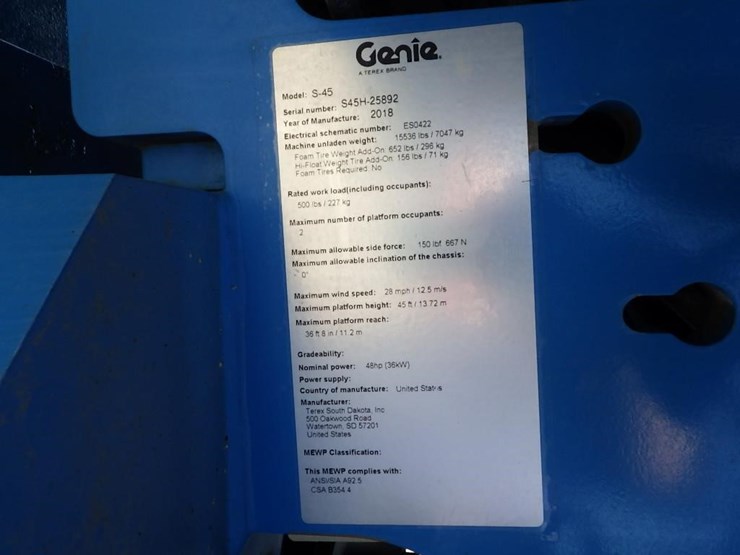 Genie
A TEREX BRAND
Model: S-45
Serial number: S45H-25892
Year of Manufacture: 2018
Electrical schematic number: ES0422
Machine unladen weight: 15536 lbs / 7047 kg
Foam Tire Weight Add-On: 652 lbs / 296 kg
Hi-Float Weight Tire Add-On: 156 lbs / 71 kg
Foam Tires Required: No
Rated work load(including occupants):
500 lbs / 227 kg
Maximum number of platform occupants:
2
Maximum allowable side force: 150 lbf 667 N
Maximum allowable inclination of the chassis:
0°
Maximum wind speed: 28 mph / 12.5 m/s
Maximum platform height: 45 ft / 13.72 m
Maximum platform reach:
36 ft 8 in / 11.2 m
Gradeability:
Nominal power: 48hp (36kW)
Power supply:
Country of manufacture: United States
Manufacturer:
Terex South Dakota, Inc
500 Oakwood Road
Watertown, SD 57201
United States
MEWP Classification:
This MEWP complies with:
ANSI/SIA A92.5
CSA B354.4